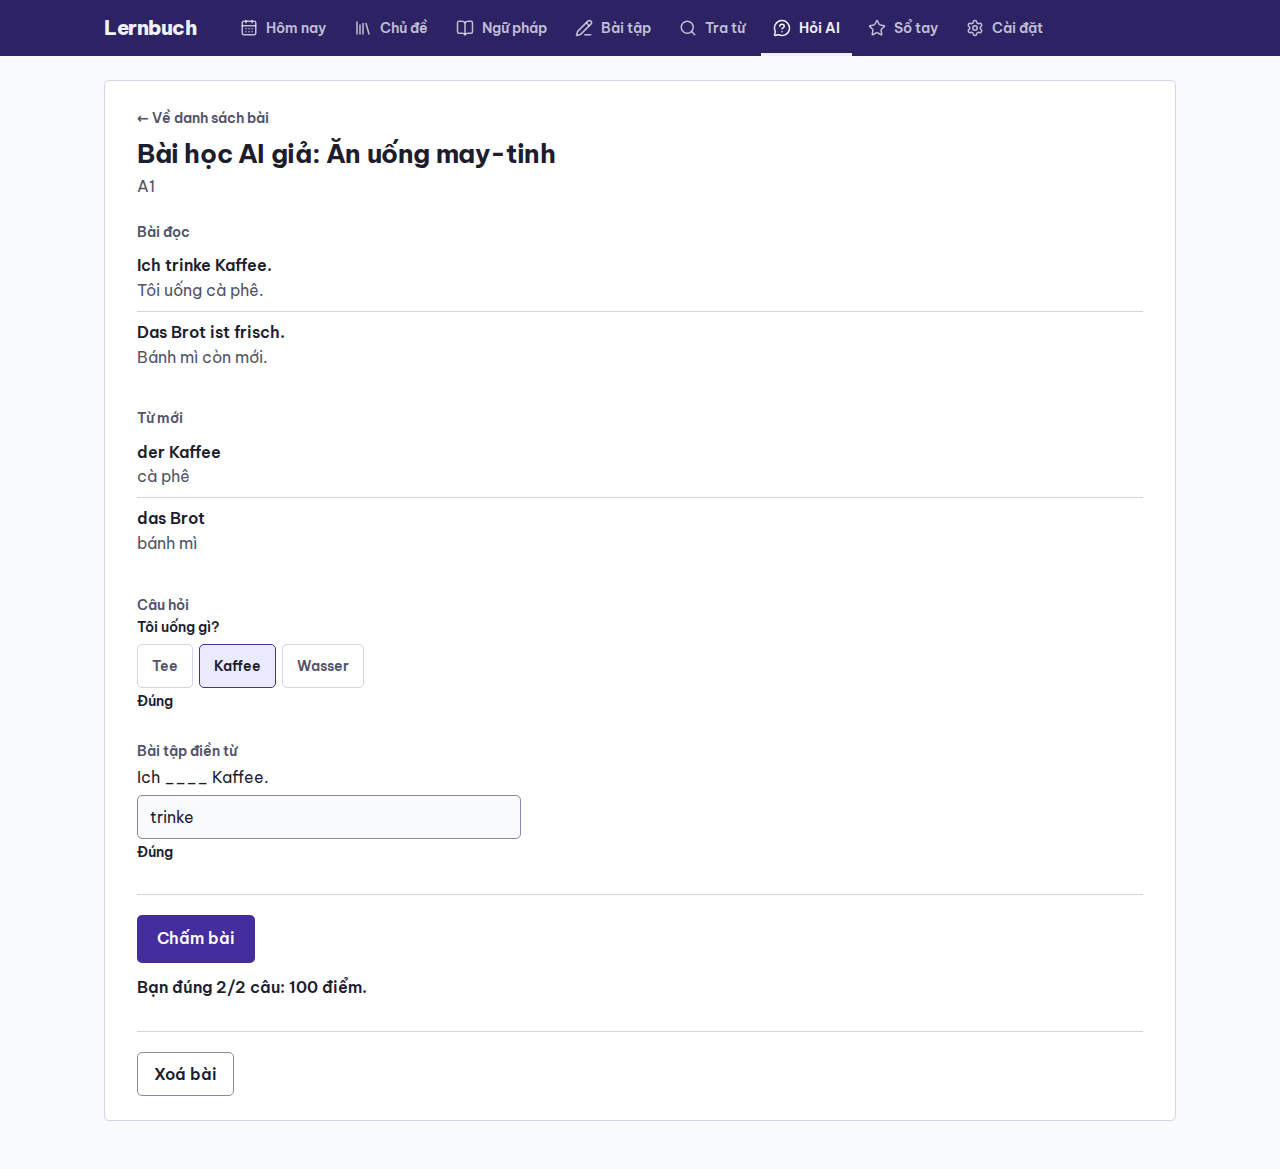 Lernbuch
Hôm nay
Chủ đề
Ngữ pháp
Bài tập
Tra từ
Hỏi AI
Sổ tay
Cài đặt
← Về danh sách bài
Bài học AI giả: Ăn uống may-tinh
A1
Bài đọc
Ich trinke Kaffee.
Tôi uống cà phê.
Das Brot ist frisch.
Bánh mì còn mới.
Từ mới
der Kaffee
cà phê
das Brot
bánh mì
Câu hỏi
Tôi uống gì?
Tee
Kaffee
Wasser
Đúng
Bài tập điền từ
Ich ____ Kaffee.
trinke
Đúng
Chấm bài
Bạn đúng 2/2 câu: 100 điểm.
Xoá bài